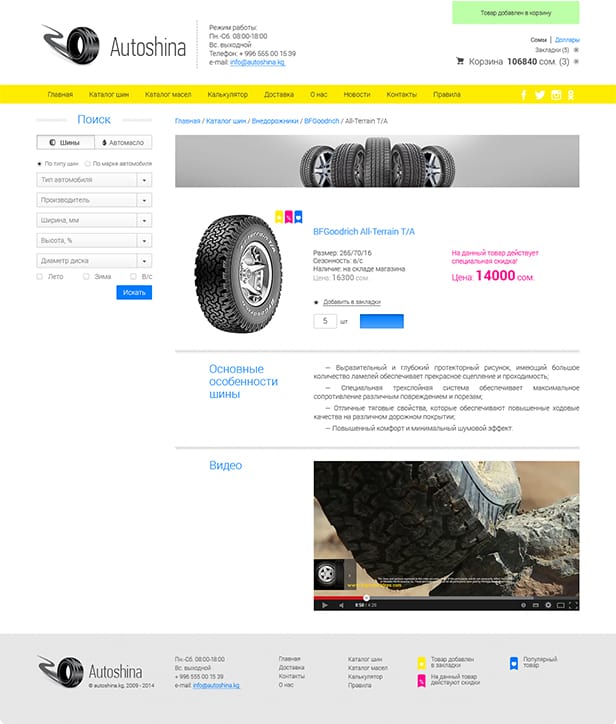 Товар добавлен в корзину
Autoshina
Режим работы:
Пн.-Сб. 08:00-18:00
Вс. выходной
Телефон: + 996 555 00 15 39
e-mail: info@autoshina.kg
Сомы | Доллары
Закладки (5)
Корзина 106840 сом. (3)
Главная Каталог шин Каталог масел Калькулятор Доставка О нас Новости Контакты Правила
Поиск
Шины Автомасло
По типу шин По марке автомобиля
Тип автомобиля
Производитель
Ширина, мм
Высота, %
Диаметр диска
Лето Зима В/с
Искать
Главная / Каталог шин / Внедорожники / BFGoodrich / All-Terrain T/A
BFGoodrich All-Terrain T/A
Размер: 265/70/16
Сезонность: в/с
Наличие: на складе магазина
Цена: 16300 сом.
На данный товар действует
специальная скидка!
Цена: 14000 сом.
Добавить в закладки
5 шт
Основные
особенности
шины
— Выразительный и глубокий протекторный рисунок, имеющий большое
количество ламелей обеспечивает прекрасное сцепление и проходимость;
— Специальная трехслойная система обеспечивает максимальное
сопротивление различным повреждением и порезам;
— Отличные тяговые свойства, которые обеспечивают повышенные ходовые
качества на различном дорожном покрытии;
— Повышенный комфорт и минимальный шумовой эффект.
Видео
0:50 / 4:26
Autoshina
© autoshina.kg, 2009 - 2014
Пн.-Сб. 08:00-18:00
Вс. выходной
+ 996 555 00 15 39
e-mail: info@autoshina.kg
Главная
Доставка
Контакты
О нас
Каталог шин
Каталог масел
Калькулятор
Правила
Товар добавлен
в закладки
На данный товар
действуют скидки
Популярный
товар